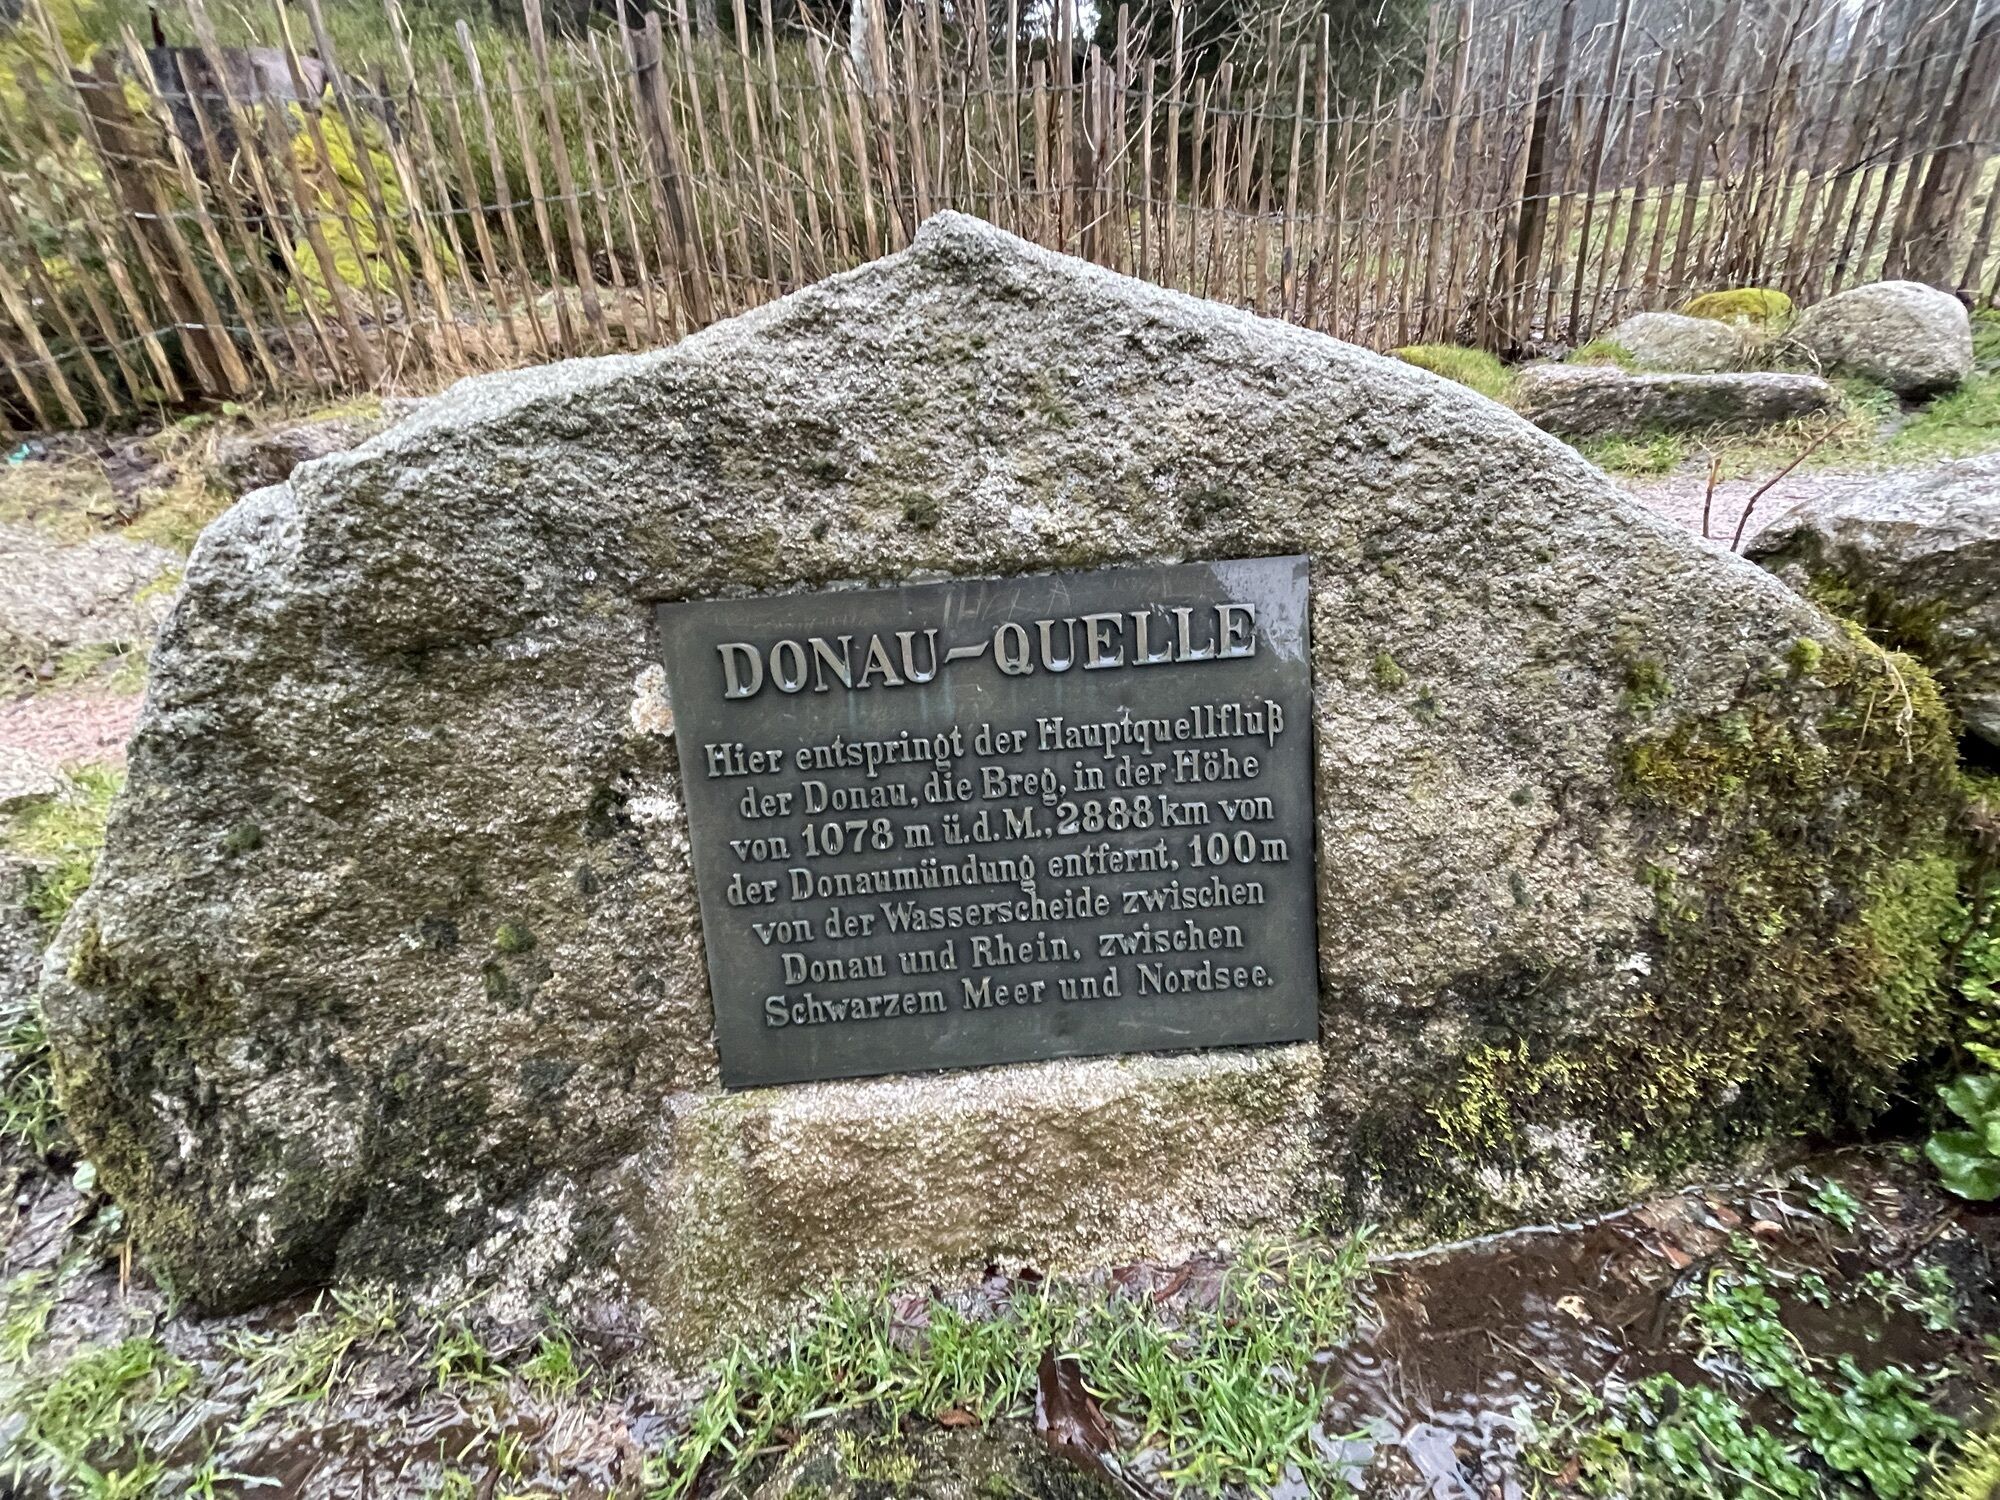 DONAU-QUELLE
Hier entspringt der Hauptquellfluß
der Donau, die Breg, in der Höhe
von 1078 m ü.d.M., 2888 km von
der Donaumündung entfernt, 100m
von der Wasserscheide zwischen
Donau und Rhein, zwischen
Schwarzem Meer und Nordsee.